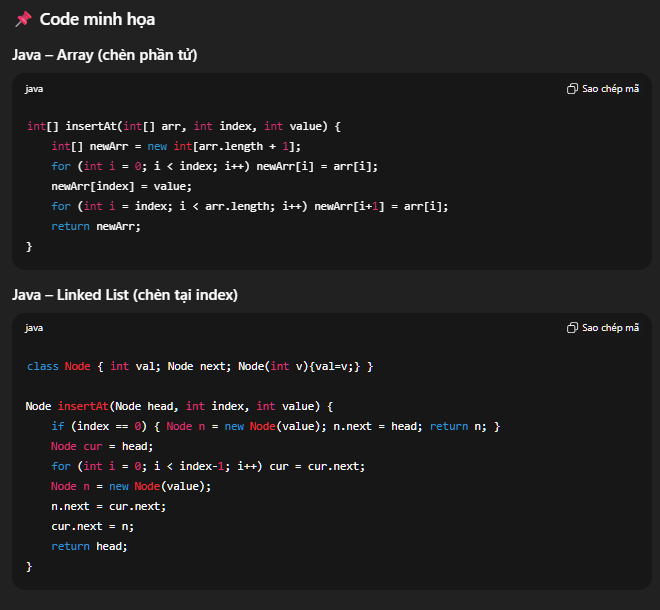 📌 Code minh họa
Java – Array (chèn phần tử)
java
Sao chép mã
int[] insertAt(int[] arr, int index, int value) {
    int[] newArr = new int[arr.length + 1];
    for (int i = 0; i < index; i++) newArr[i] = arr[i];
    newArr[index] = value;
    for (int i = index; i < arr.length; i++) newArr[i+1] = arr[i];
    return newArr;
}
Java – Linked List (chèn tại index)
java
Sao chép mã
class Node { int val; Node next; Node(int v){val=v;} }
Node insertAt(Node head, int index, int value) {
    if (index == 0) { Node n = new Node(value); n.next = head; return n; }
    Node cur = head;
    for (int i = 0; i < index-1; i++) cur = cur.next;
    Node n = new Node(value);
    n.next = cur.next;
    cur.next = n;
    return head;
}